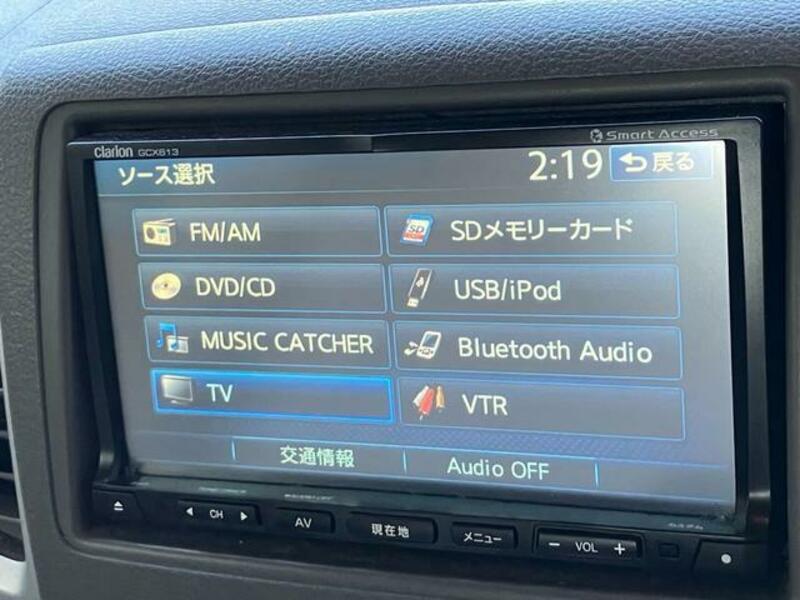 clarion GCX613
Smart Access
ソース選択
2:19
戻る
FM/AM
SD
SDメモリーカード
DVD/CD
USB/iPod
MUSIC CATCHER
Bluetooth Audio
TV
VTR
交通情報
Audio OFF
CH
AV
現在地
メニュー
− VOL +